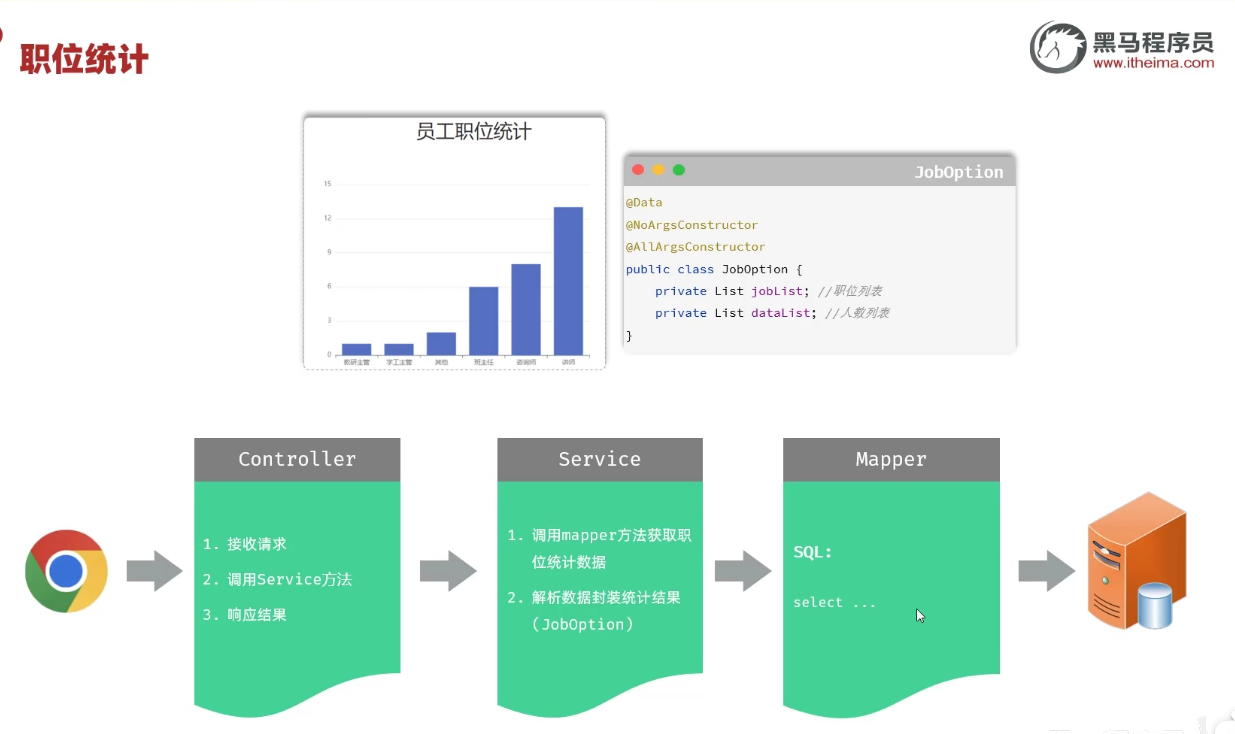 职位统计
黑马程序员
www.itheima.com
员工职位统计
15
12
9
6
3
0
教研主管 学工主管 其他 班主任 咨询师 讲师
JobOption
@Data
@NoArgsConstructor
@AllArgsConstructor
public class JobOption {
private List jobList; //职位列表
private List dataList; //人数列表
}
Controller
1. 接收请求
2. 调用Service方法
3. 响应结果
Service
1. 调用mapper方法获取职
位统计数据
2. 解析数据封装统计结果
(JobOption)
Mapper
SQL:
select ...